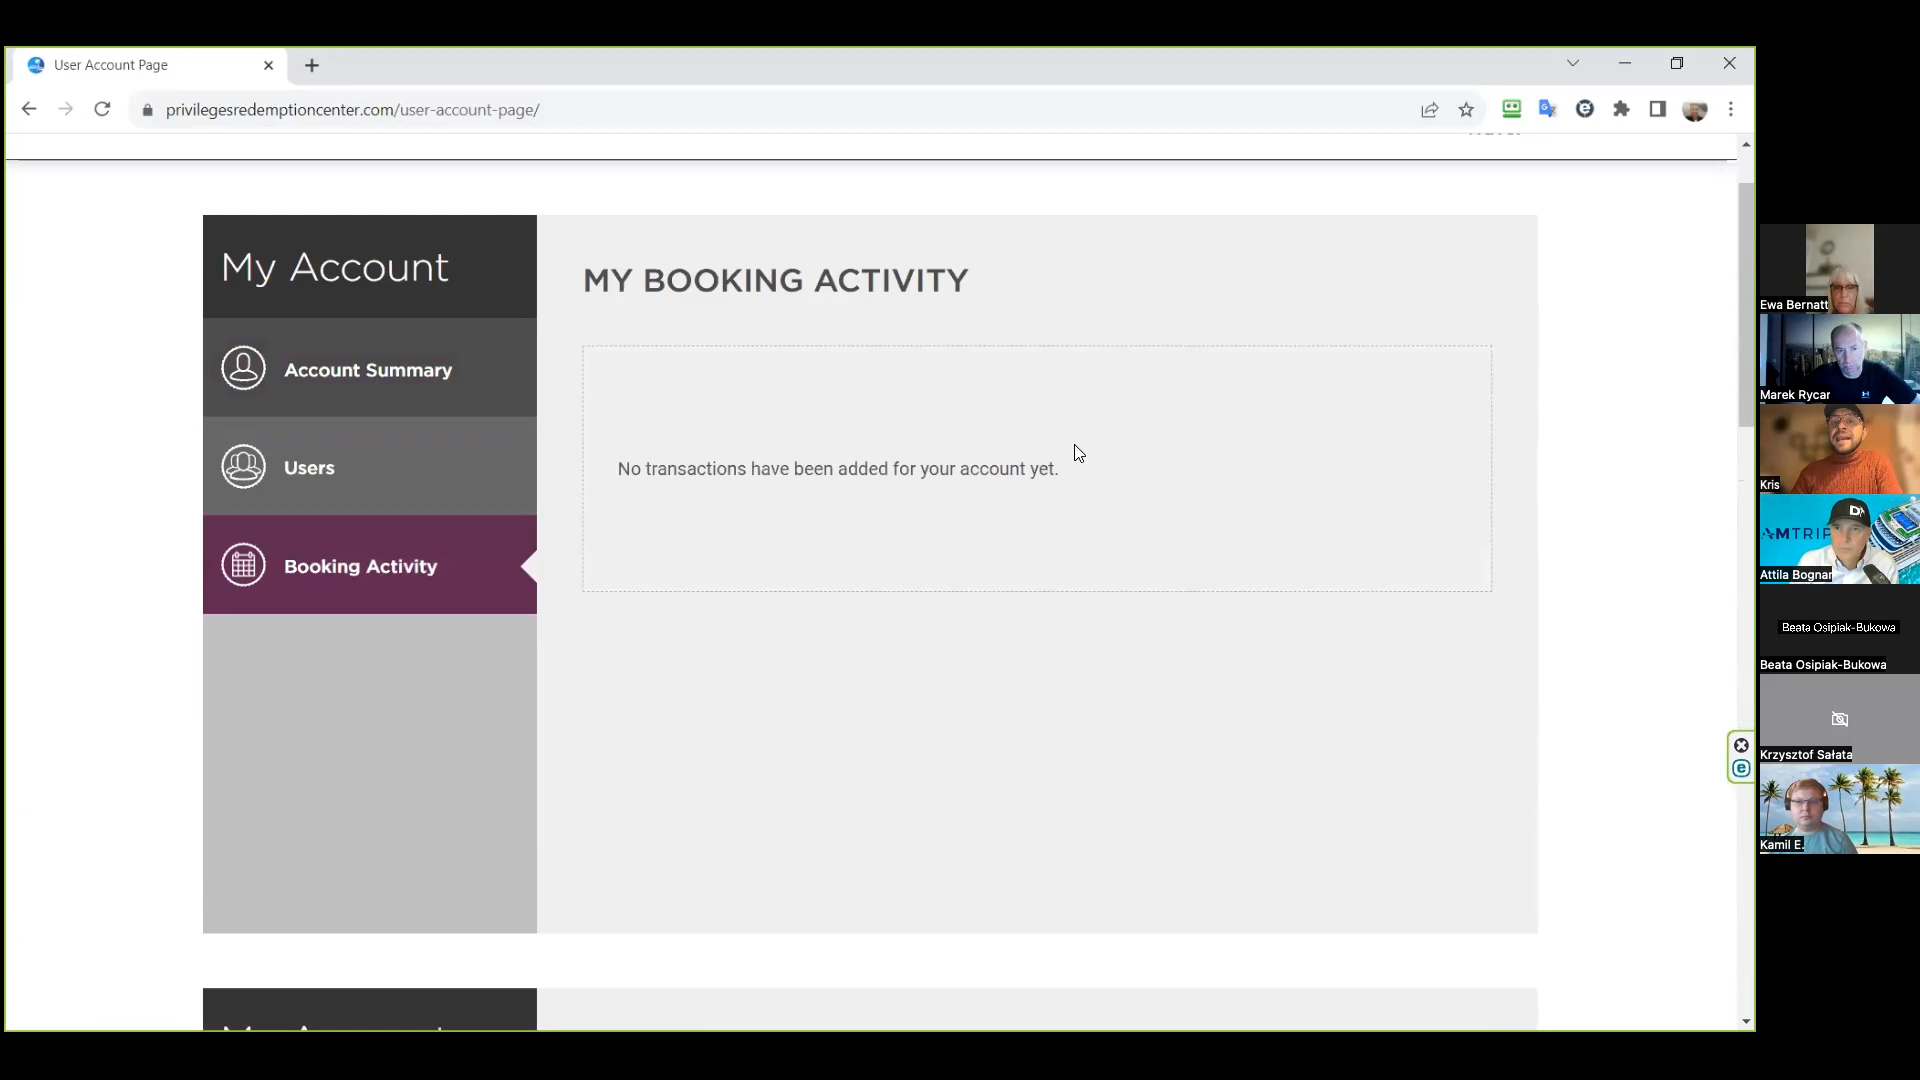 User Account Page
privilegesredemptioncenter.com/user-account-page/
My Account
Account Summary
Users
Booking Activity
MY BOOKING ACTIVITY
No transactions have been added for your account yet.
Ewa Bernatt
Marek Rycar
Kris
AMTRIP
Attila Bognar
Beata Osipiak-Bukowa
Beata Osipiak-Bukowa
Krzysztof Sałata
Kamil E.